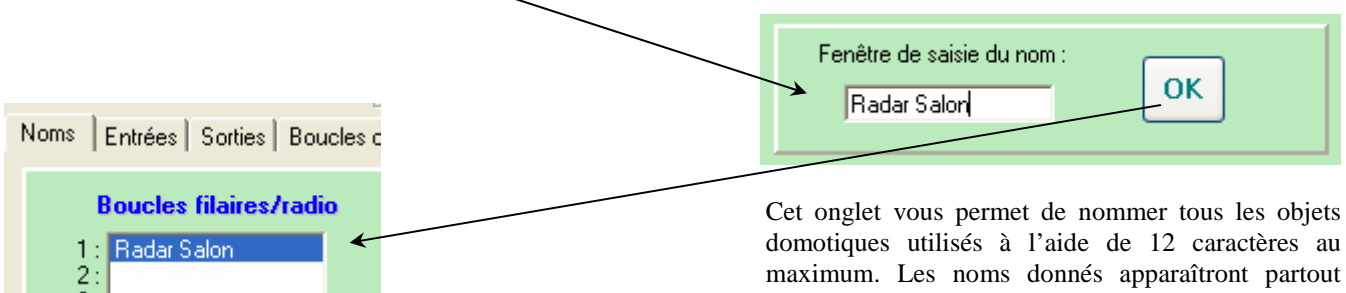 Fenêtre de saisie du nom :
Radar Salon
OK
Noms Entrées Sorties Boucles
Boucles filaires/radio
1 : Radar Salon
2 :
Cet onglet vous permet de nommer tous les objets
domotiques utilisés à l’aide de 12 caractères au
maximum. Les noms donnés apparaîtront partout